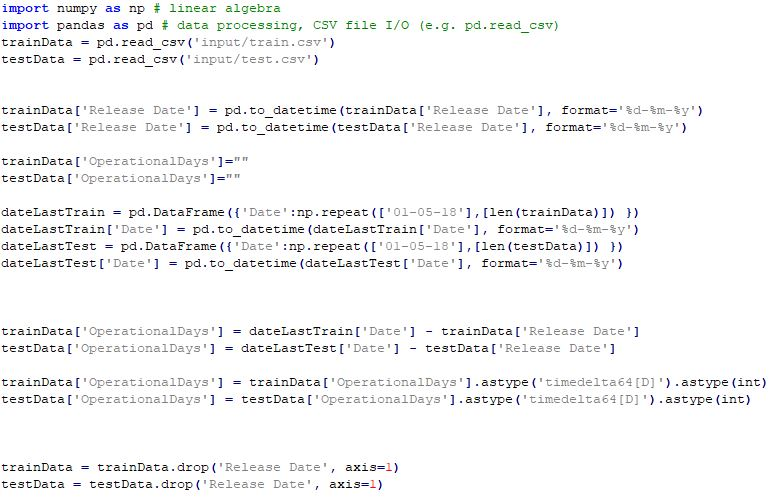 import numpy as np # linear algebra
import pandas as pd # data processing, CSV file I/O (e.g. pd.read_csv)
trainData = pd.read_csv('input/train.csv')
testData = pd.read_csv('input/test.csv')
trainData['Release Date'] = pd.to_datetime(trainData['Release Date'], format='%d-%m-%y')
testData['Release Date'] = pd.to_datetime(testData['Release Date'], format='%d-%m-%y')
trainData['OperationalDays']=""
testData['OperationalDays']=""
dateLastTrain = pd.DataFrame({'Date':np.repeat(['01-05-18'],[len(trainData)]) })
dateLastTrain['Date'] = pd.to_datetime(dateLastTrain['Date'], format='%d-%m-%y')
dateLastTest = pd.DataFrame({'Date':np.repeat(['01-05-18'],[len(testData)]) })
dateLastTest['Date'] = pd.to_datetime(dateLastTest['Date'], format='%d-%m-%y')
trainData['OperationalDays'] = dateLastTrain['Date'] - trainData['Release Date']
testData['OperationalDays'] = dateLastTest['Date'] - testData['Release Date']
trainData['OperationalDays'] = trainData['OperationalDays'].astype('timedelta64[D]').astype(int)
testData['OperationalDays'] = testData['OperationalDays'].astype('timedelta64[D]').astype(int)
trainData = trainData.drop('Release Date', axis=1)
testData = testData.drop('Release Date', axis=1)